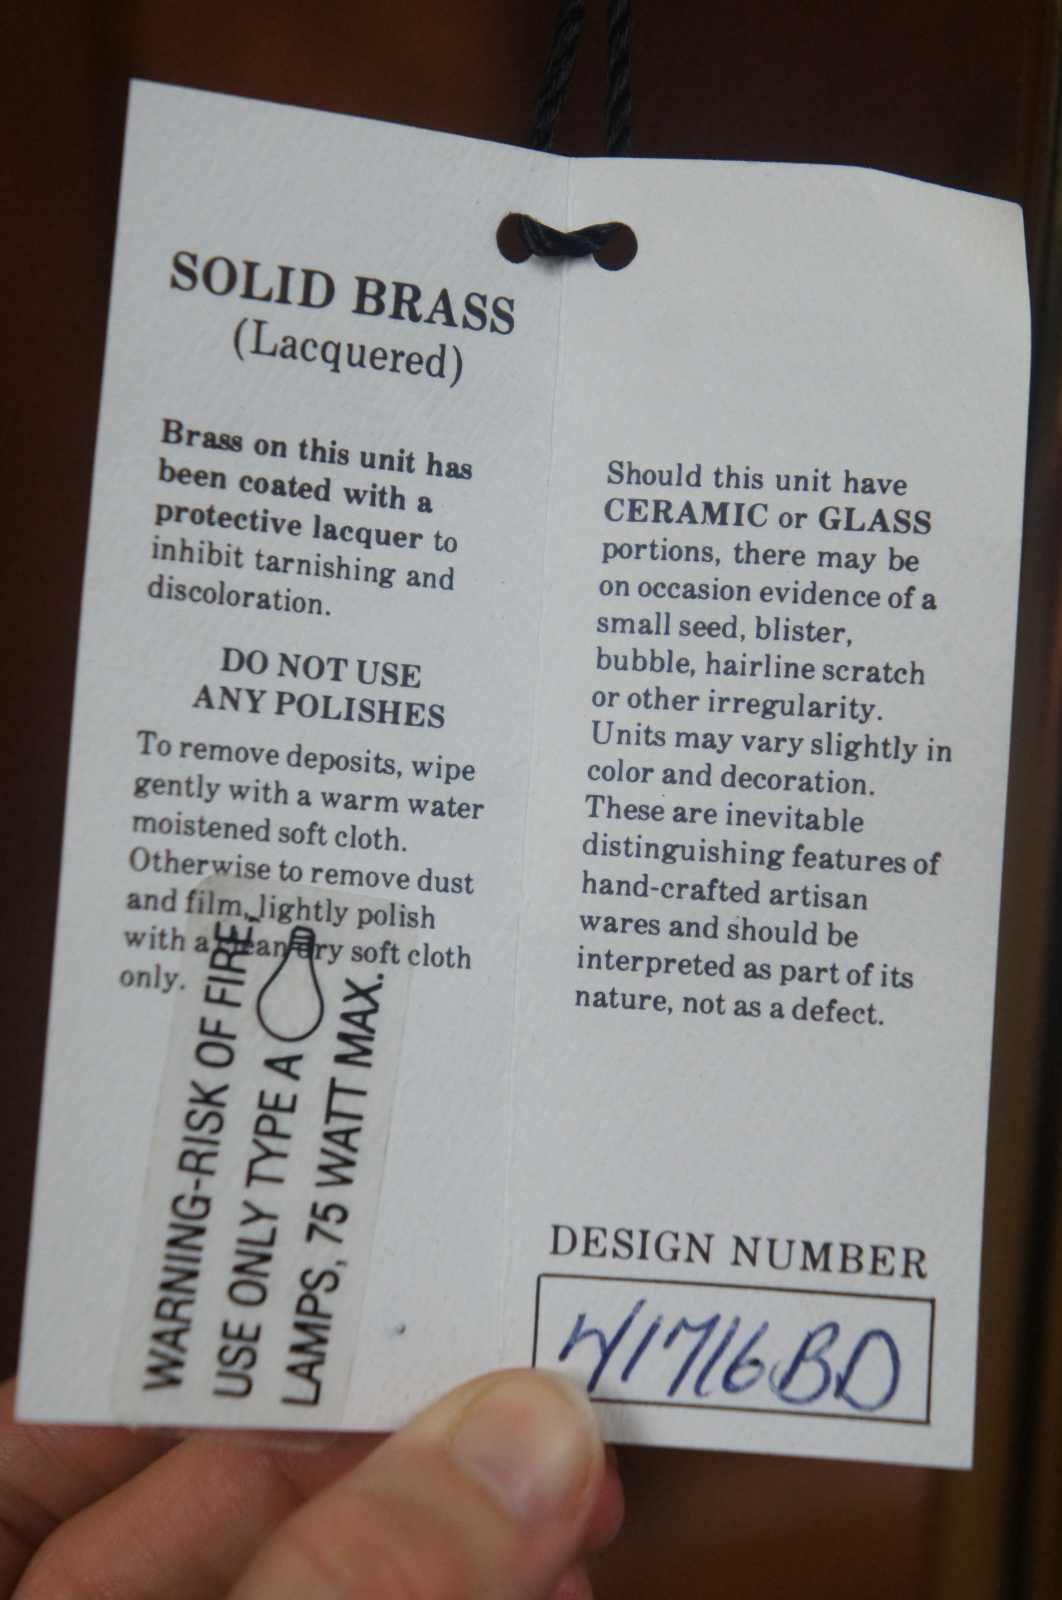 SOLID BRASS
(Lacquered)
Brass on this unit has
been coated with a
protective lacquer to
inhibit tarnishing and
discoloration.
DO NOT USE
ANY POLISHES
To remove deposits, wipe
gently with a warm water
moistened soft cloth.
Otherwise to remove dust
and film, lightly polish
with a clean dry soft cloth
only.
WARNING-RISK OF FIRE,
USE ONLY TYPE A
LAMPS, 75 WATT MAX.
Should this unit have
CERAMIC or GLASS
portions, there may be
on occasion evidence of a
small seed, blister,
bubble, hairline scratch
or other irregularity.
Units may vary slightly in
color and decoration.
These are inevitable
distinguishing features of
hand-crafted artisan
wares and should be
interpreted as part of its
nature, not as a defect.
DESIGN NUMBER
W1716BD